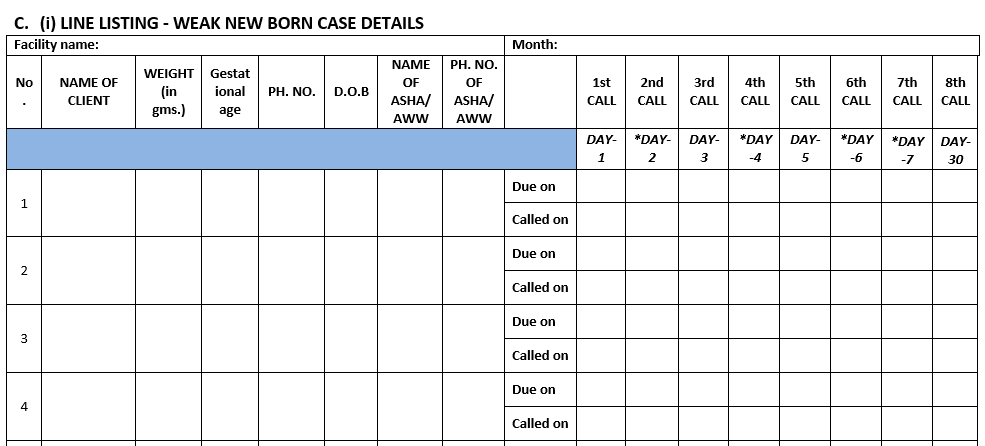 C. (i) LINE LISTING - WEAK NEW BORN CASE DETAILS
Facility name: Month:
No. NAME OF CLIENT WEIGHT (in gms.) Gestational age PH. NO. D.O.B NAME OF ASHA/ AWW PH. NO. OF ASHA/ AWW 1st CALL 2nd CALL 3rd CALL 4th CALL 5th CALL 6th CALL 7th CALL 8th CALL
DAY-1 *DAY-2 DAY-3 *DAY-4 DAY-5 *DAY-6 *DAY-7 DAY-30
1 Due on
Called on
2 Due on
Called on
3 Due on
Called on
4 Due on
Called on